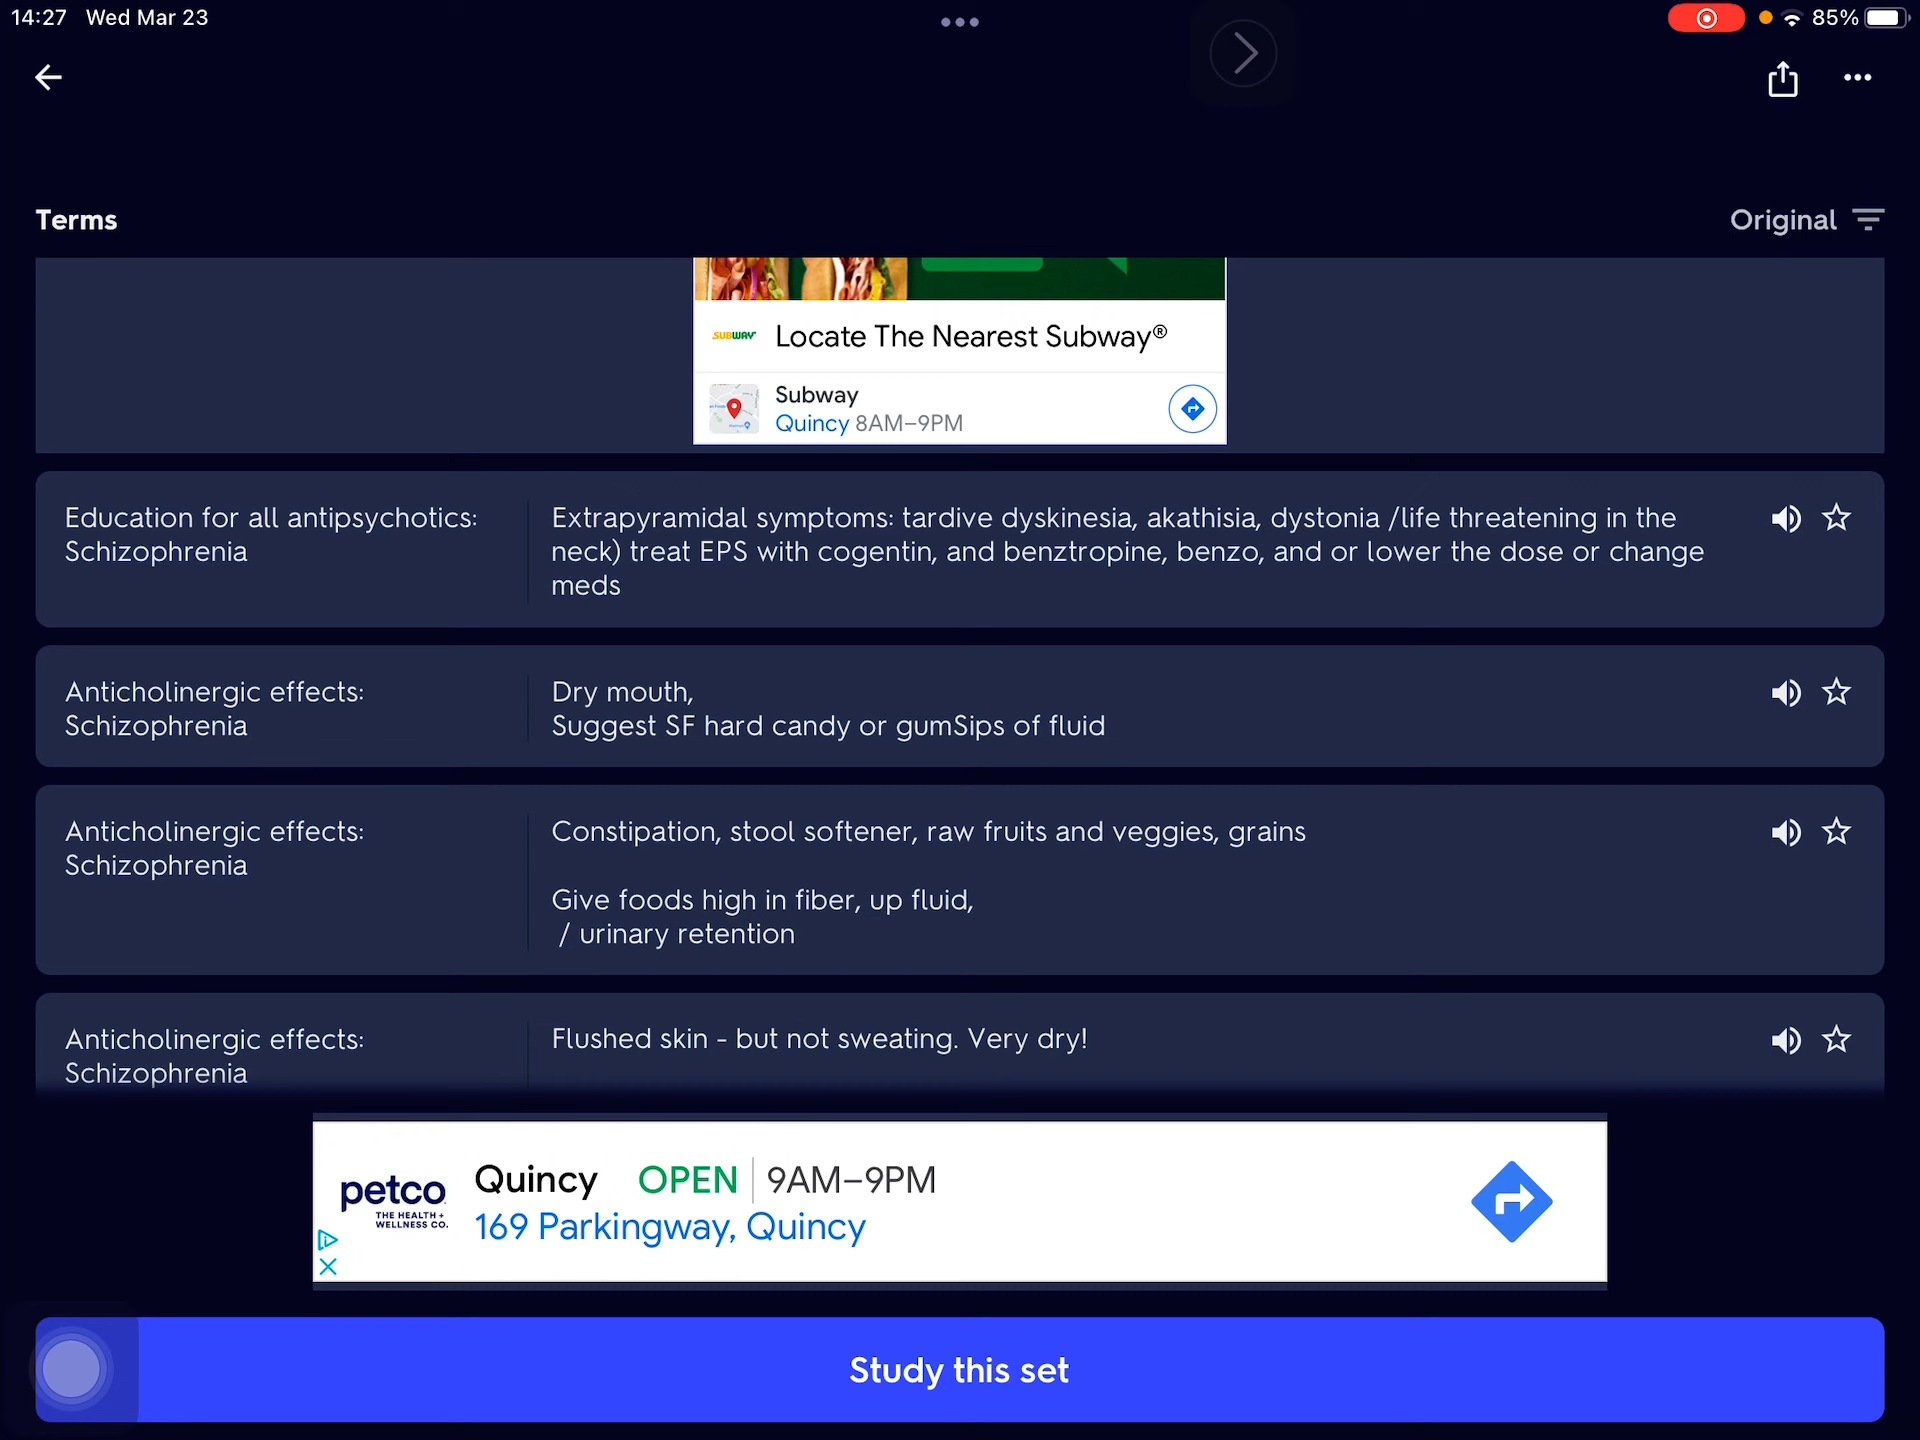 14:27 Wed Mar 23
85%
Terms
Original
SUBWAY
Locate The Nearest Subway®
Subway
Quincy 8AM–9PM
Education for all antipsychotics:
Schizophrenia
Extrapyramidal symptoms: tardive dyskinesia, akathisia, dystonia /life threatening in the
neck) treat EPS with cogentin, and benztropine, benzo, and or lower the dose or change
meds
Anticholinergic effects:
Schizophrenia
Dry mouth,
Suggest SF hard candy or gumSips of fluid
Anticholinergic effects:
Schizophrenia
Constipation, stool softener, raw fruits and veggies, grains
Give foods high in fiber, up fluid,
/ urinary retention
Anticholinergic effects:
Schizophrenia
Flushed skin - but not sweating. Very dry!
petco
THE HEALTH +
WELLNESS CO.
Quincy OPEN 9AM–9PM
169 Parkingway, Quincy
Study this set